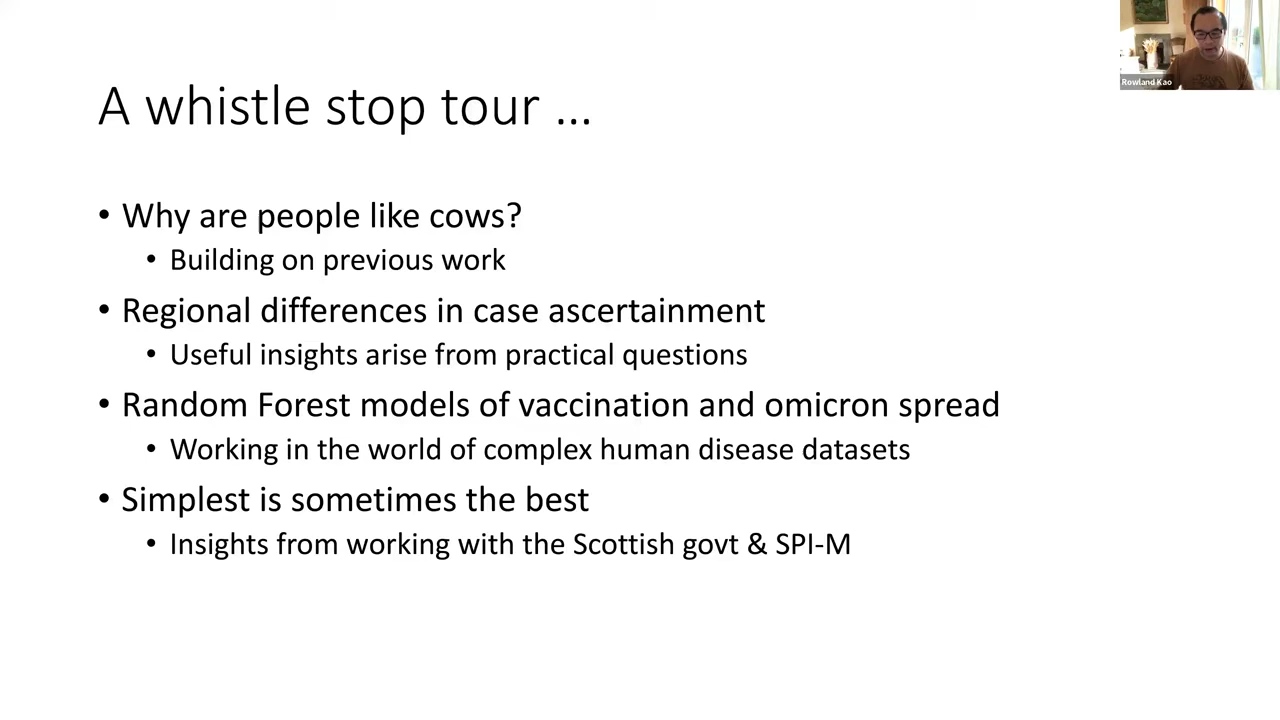 A whistle stop tour …
• Why are people like cows?
• Building on previous work
• Regional differences in case ascertainment
• Useful insights arise from practical questions
• Random Forest models of vaccination and omicron spread
• Working in the world of complex human disease datasets
• Simplest is sometimes the best
• Insights from working with the Scottish govt & SPI-M
Rowland Kao